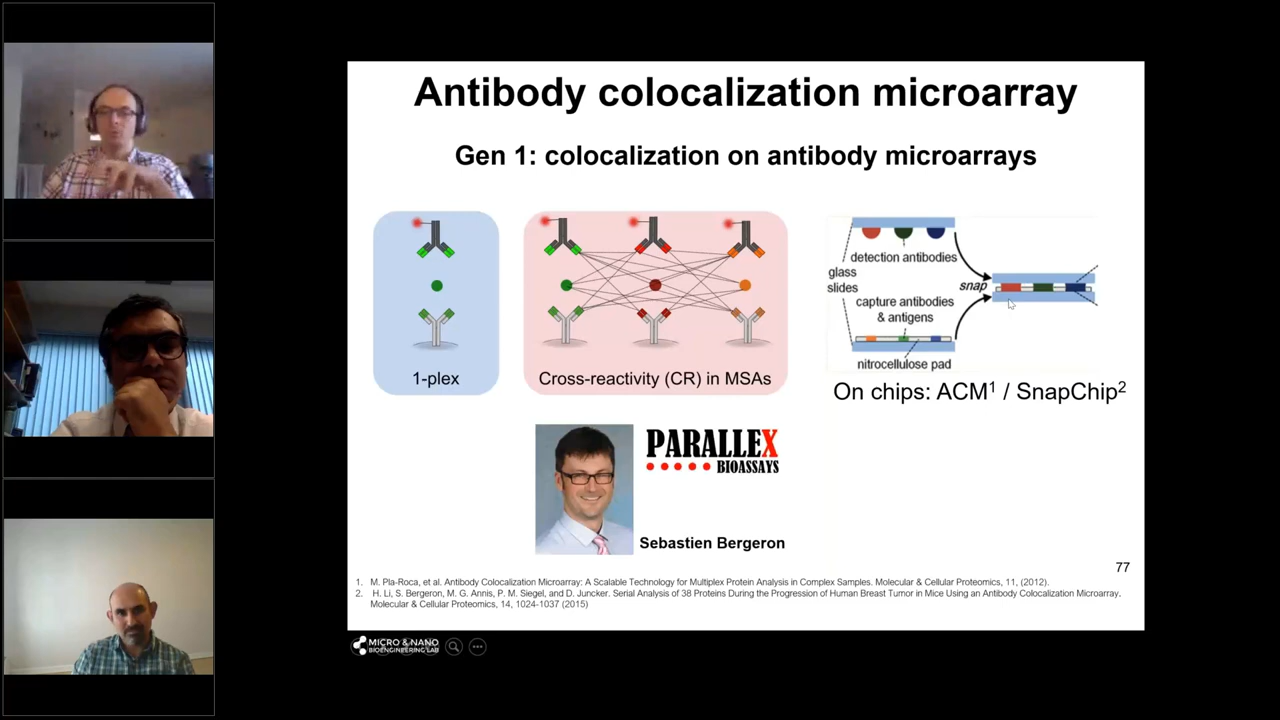 Antibody colocalization microarray
Gen 1: colocalization on antibody microarrays
1-plex
Cross-reactivity (CR) in MSAs
detection antibodies
glass
slides
snap
capture antibodies
& antigens
nitrocellulose pad
On chips: ACM¹ / SnapChip²
PARALLEX
BIOASSAYS
Sebastien Bergeron
77
1. M. Pla-Roca, et al. Antibody Colocalization Microarray: A Scalable Technology for Multiplex Protein Analysis in Complex Samples. Molecular & Cellular Proteomics, 11, (2012).
2. H. Li, S. Bergeron, M. G. Annis, P. M. Siegel, and D. Juncker. Serial Analysis of 38 Proteins During the Progression of Human Breast Tumor in Mice Using an Antibody Colocalization Microarray.
Molecular & Cellular Proteomics, 14, 1024-1037 (2015)
MICRO & NANO
BIOENGINEERING LAB